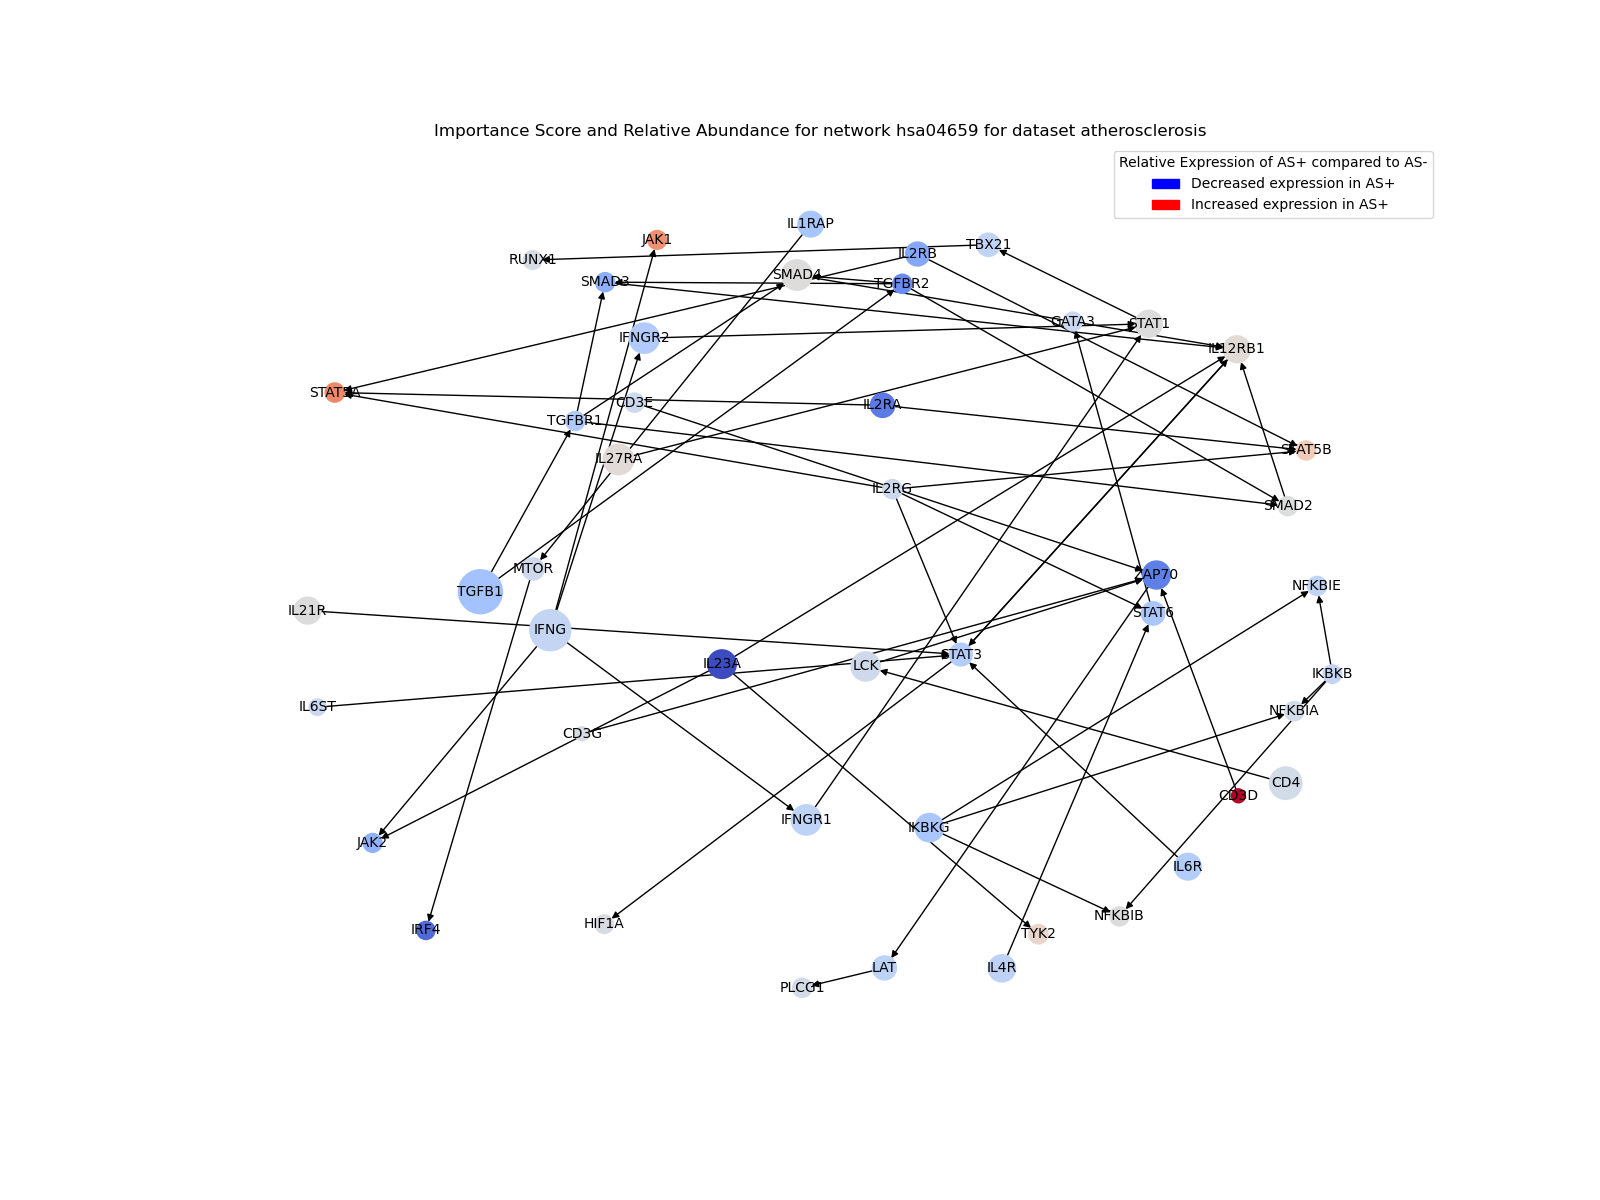 Importance Score and Relative Abundance for network hsa04659 for dataset atherosclerosis
Relative Expression of AS+ compared to AS-
Decreased expression in AS+
Increased expression in AS+
IL1RAP
JAK1
TBX21
IL2RB
RUNX1
SMAD4
SMAD3
TGFBR2
GATA3
STAT1
IFNGR2
IL12RB1
STAT5A
CD3E
IL2RA
TGFBR1
STAT5B
IL27RA
IL2RG
SMAD2
MTOR
ZAP70
NFKBIE
TGFB1
IL21R
STAT6
IFNG
STAT3
IL23A
LCK
IKBKB
IL6ST
NFKBIA
CD3G
CD4
CD3D
IFNGR1
IKBKG
JAK2
IL6R
NFKBIB
HIF1A
IRF4
TYK2
LAT
IL4R
PLCG1